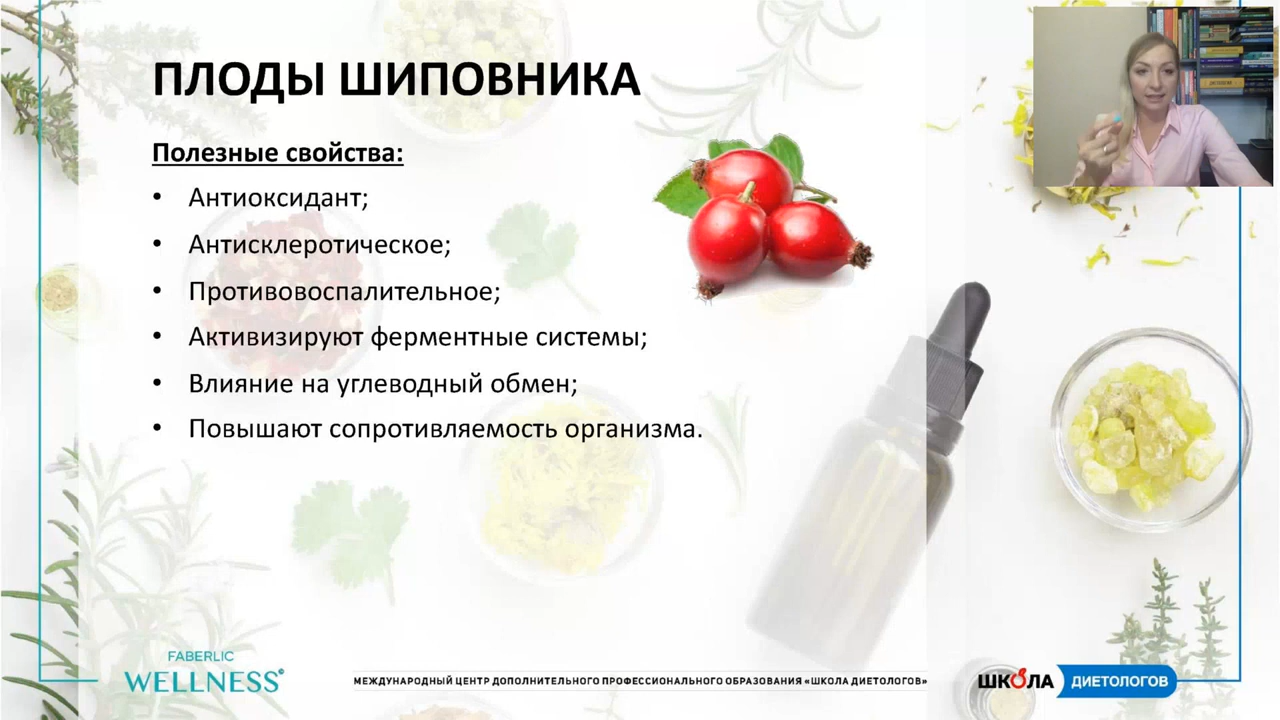 ПЛОДЫ ШИПОВНИКА
Полезные свойства:
• Антиоксидант;
• Антисклеротическое;
• Противовоспалительное;
• Активизируют ферментные системы;
• Влияние на углеводный обмен;
• Повышают сопротивляемость организма.
FABERLIC
WELLNESS
МЕЖДУНАРОДНЫЙ ЦЕНТР ДОПОЛНИТЕЛЬНОГО ПРОФЕССИОНАЛЬНОГО ОБРАЗОВАНИЯ «ШКОЛА ДИЕТОЛОГОВ»
ШКОЛА ДИЕТОЛОГОВ